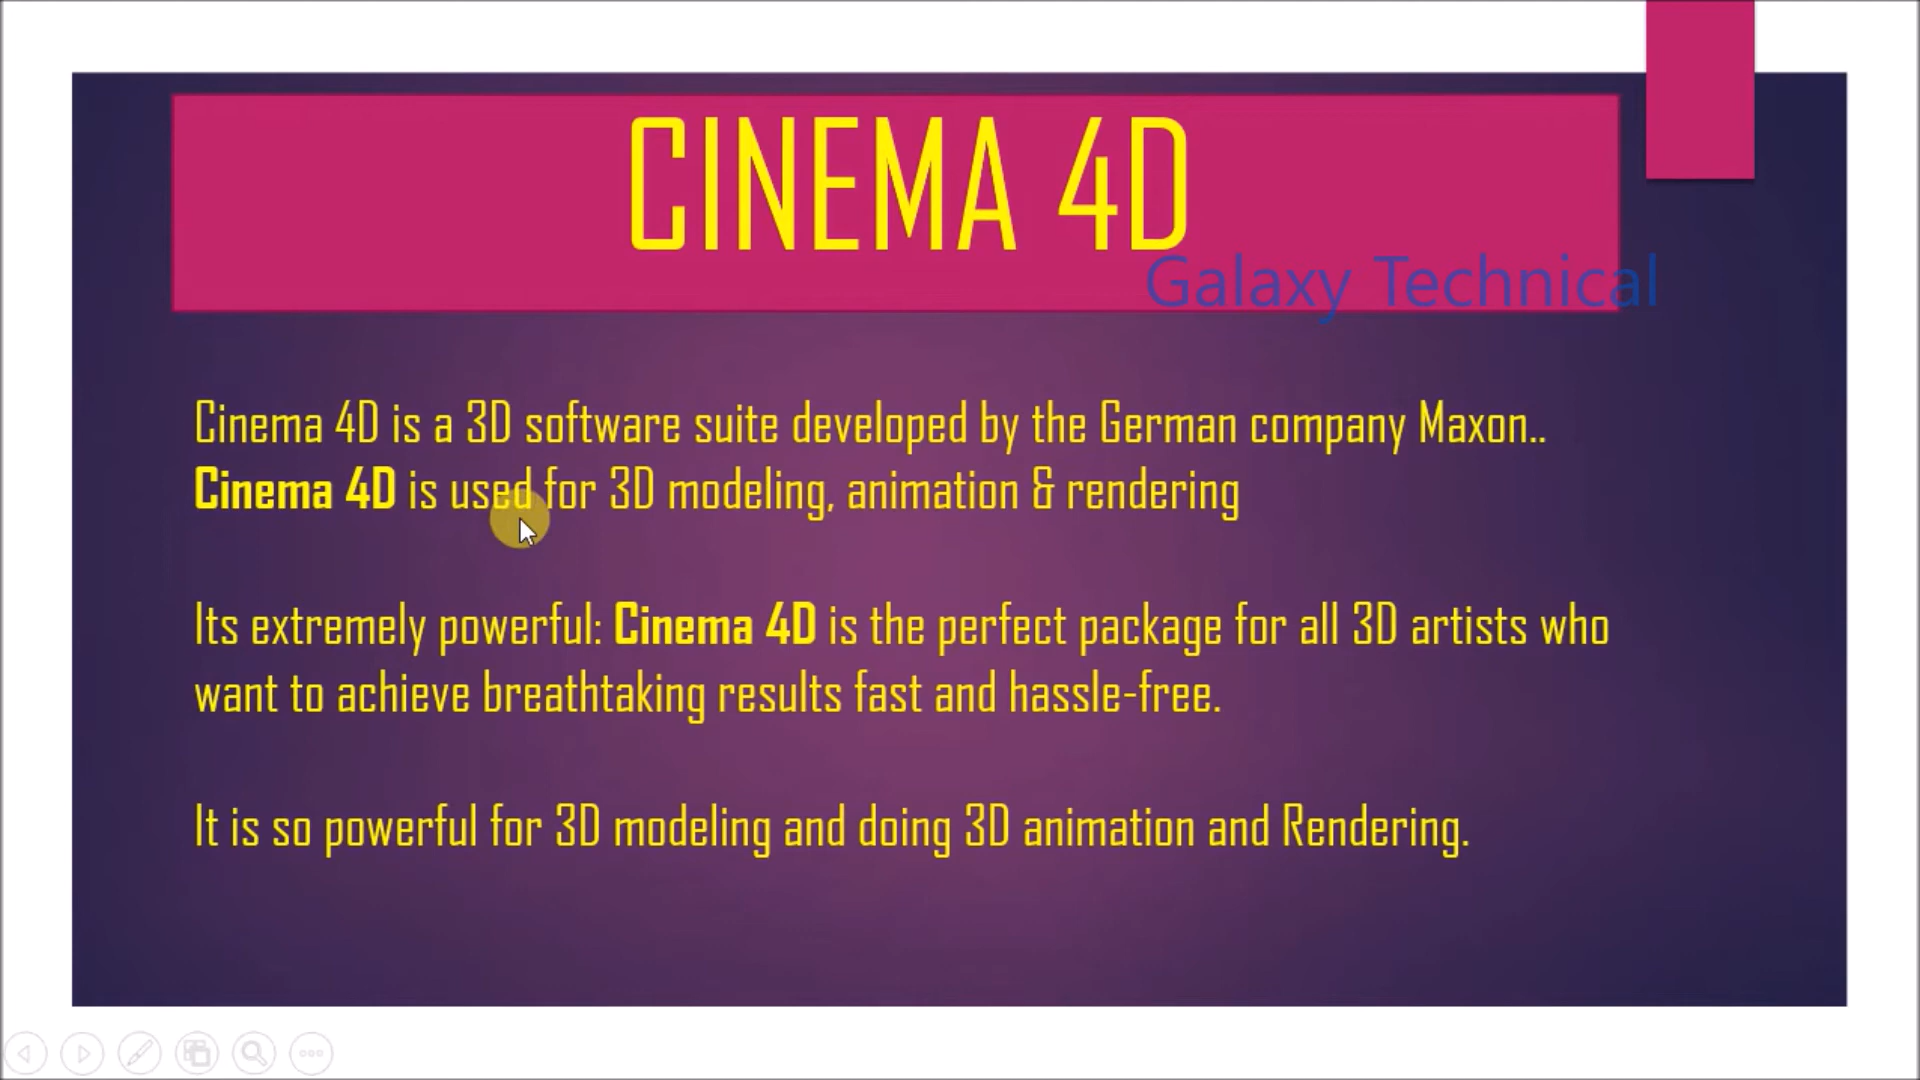 CINEMA 4D
Galaxy Technical
Cinema 4D is a 3D software suite developed by the German company Maxon..
Cinema 4D is used for 3D modeling, animation & rendering
Its extremely powerful: Cinema 4D is the perfect package for all 3D artists who
want to achieve breathtaking results fast and hassle-free.
It is so powerful for 3D modeling and doing 3D animation and Rendering.